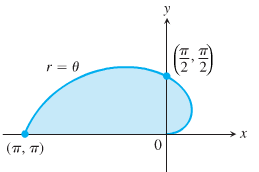 y
r = θ
(π/2, π/2)
(π, π)
0
x